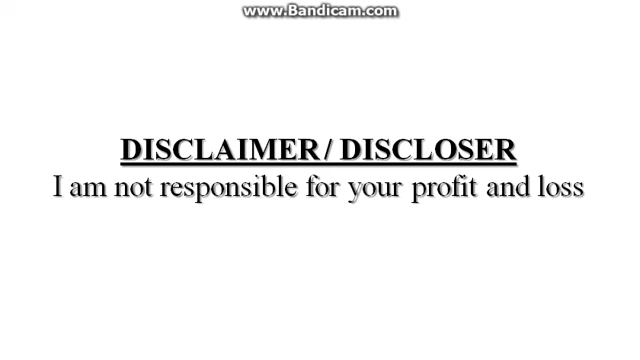 www.Bandicam.com
DISCLAIMER/ DISCLOSER
I am not responsible for your profit and loss